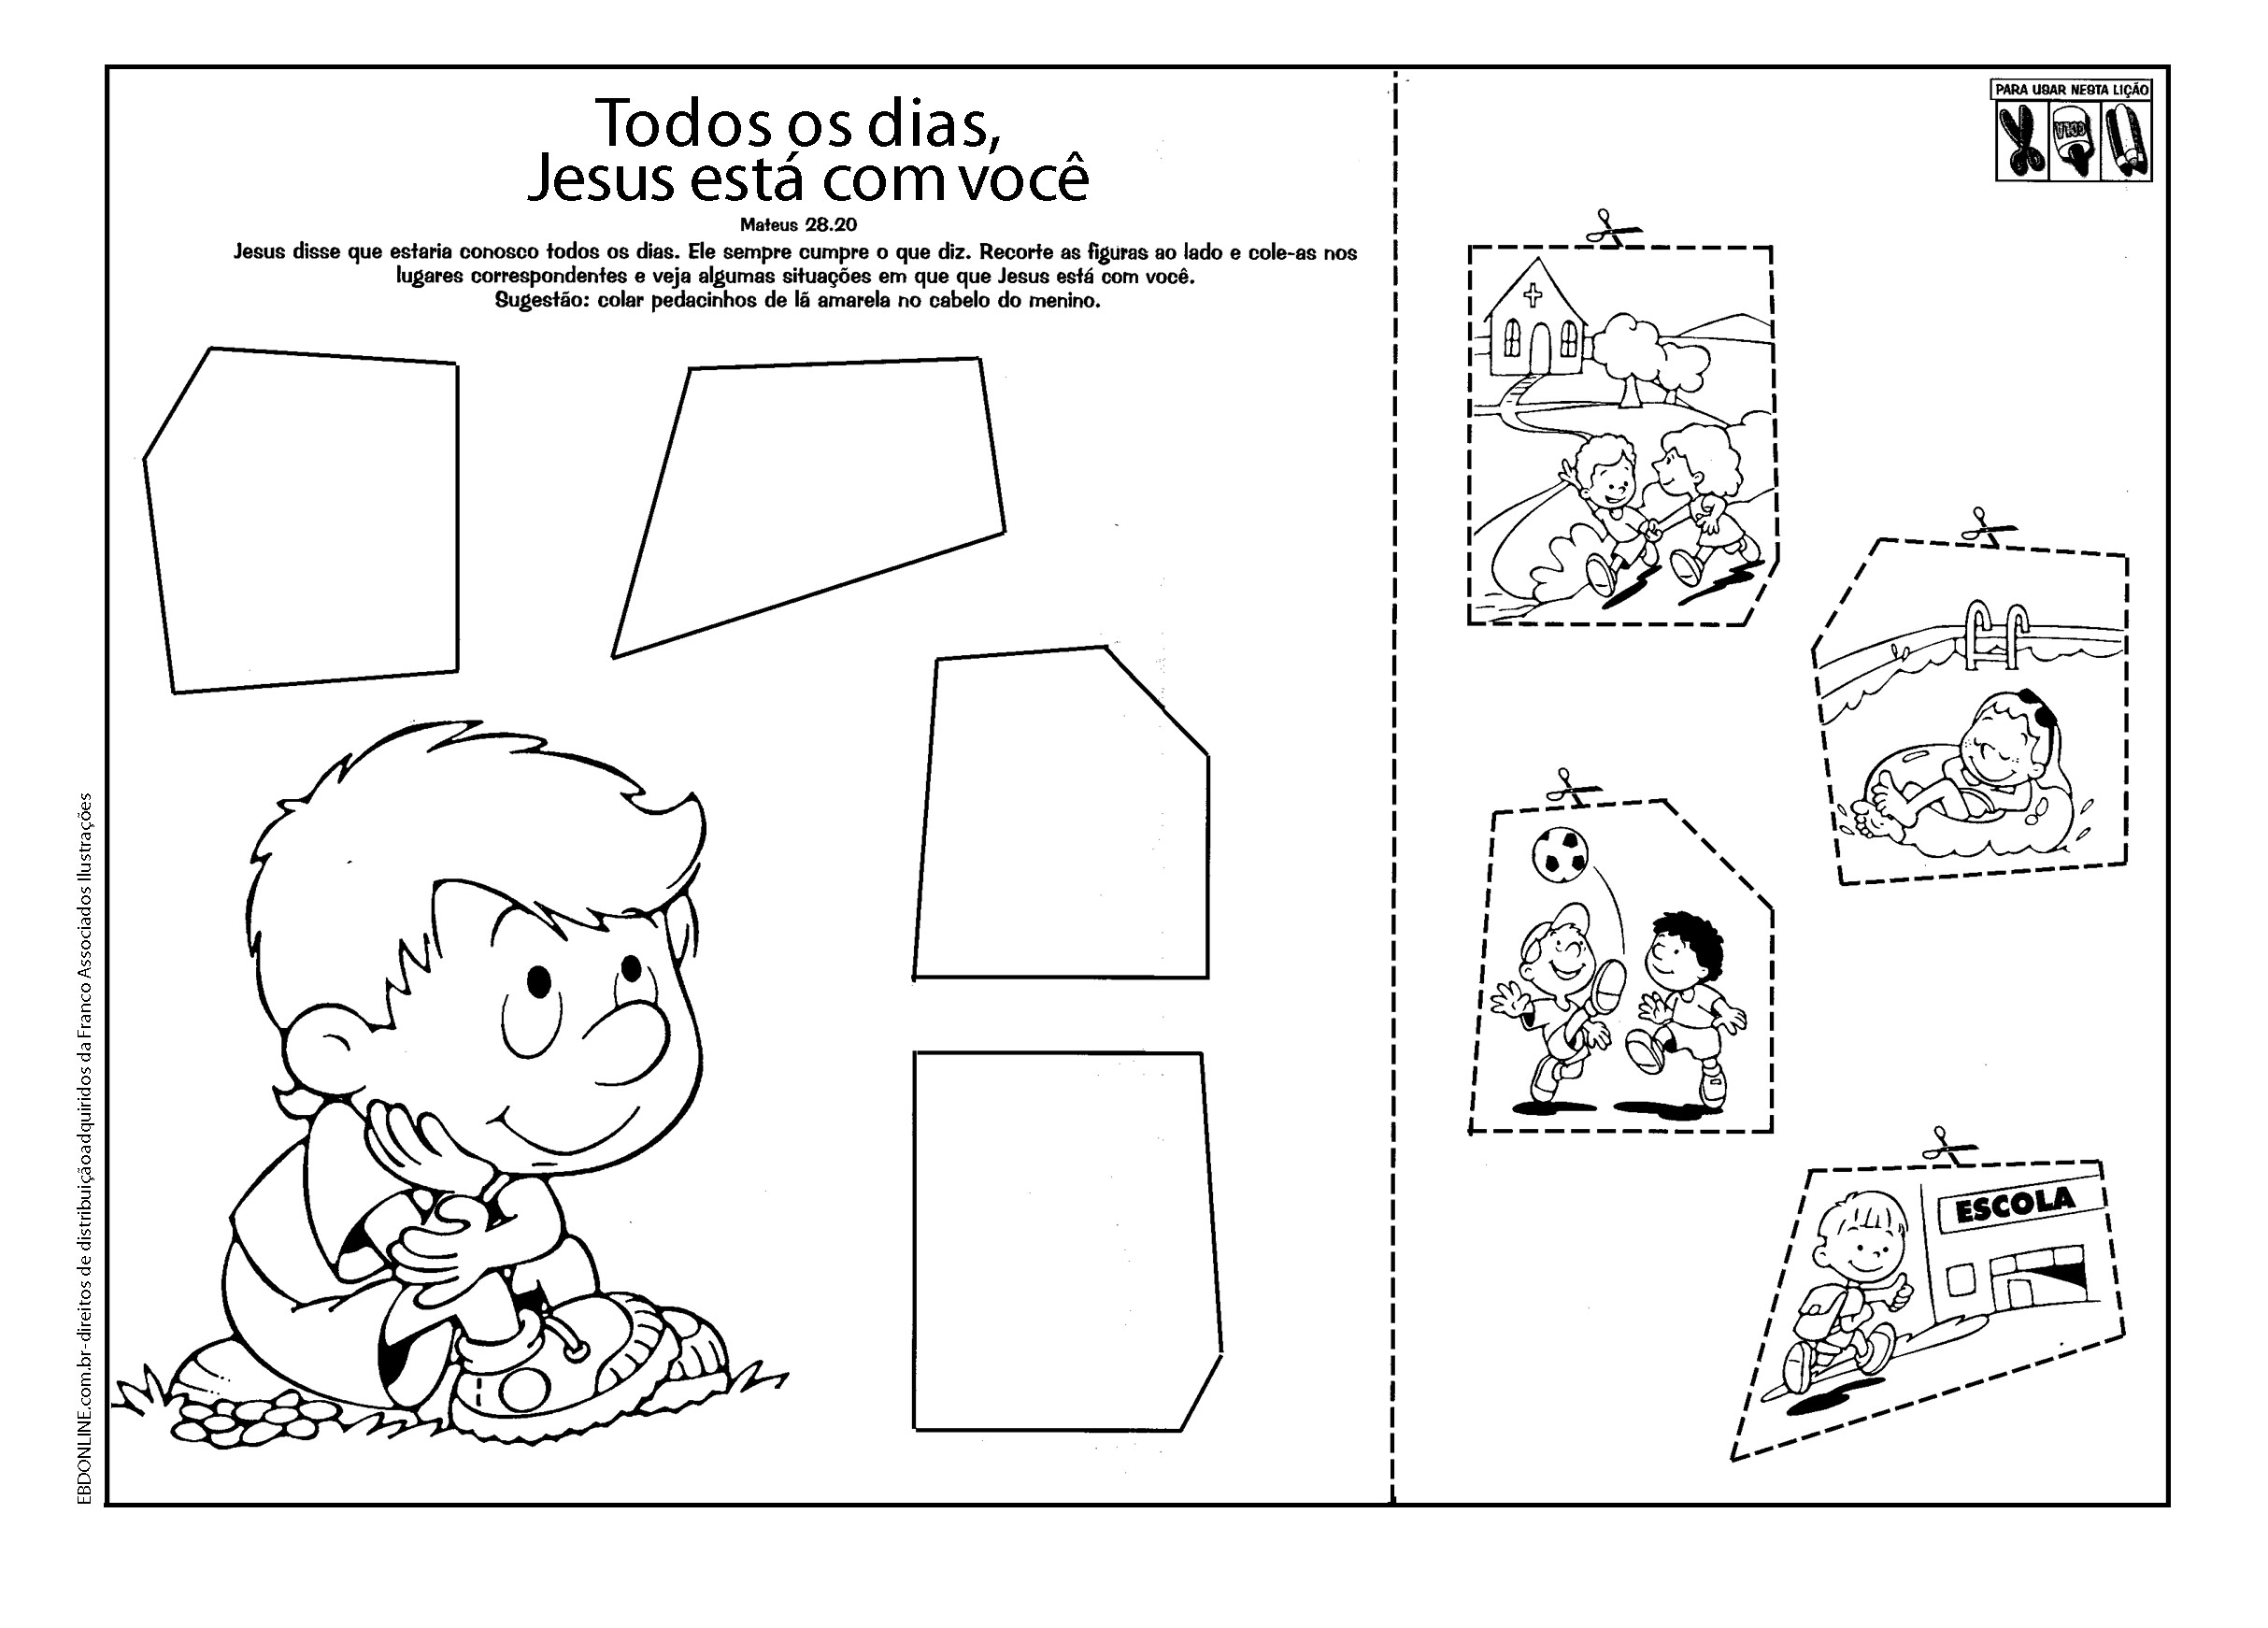 Todos os dias,
Jesus está com você
Mateus 28.20
Jesus disse que estaria conosco todos os dias. Ele sempre cumpre o que diz. Recorte as figuras ao lado e cole-as nos
lugares correspondentes e veja algumas situações em que que Jesus está com você.
Sugestão: colar pedacinhos de lã amarela no cabelo do menino.
PARA USAR NESTA LIÇÃO
COLA
ESCOLA
EBDONLINE.com.br-direitos de distribuiçãoadquiridos da Franco Associados Ilustrações